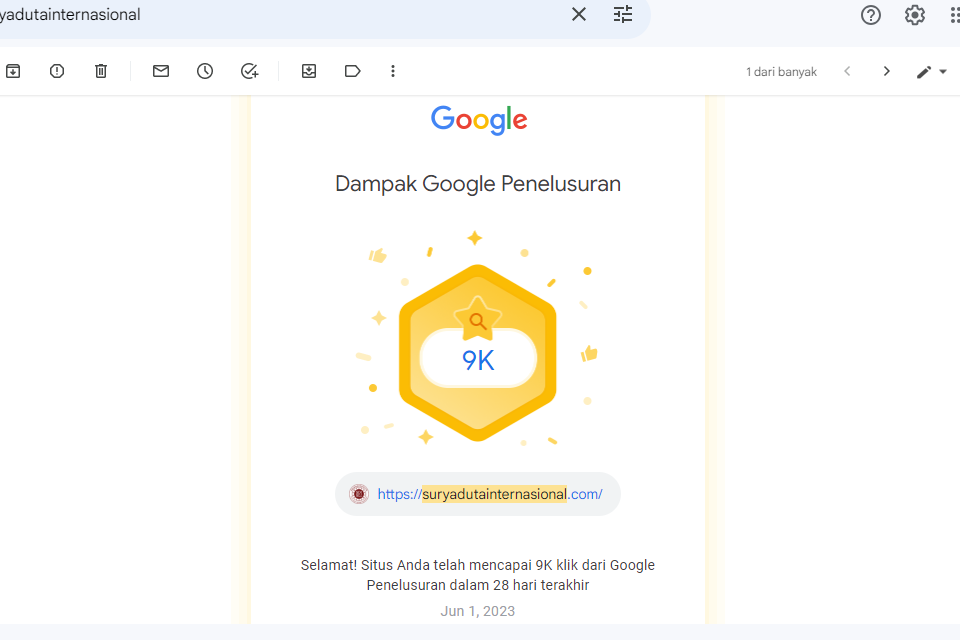 yadutainternasional
1 dari banyak
Google
Dampak Google Penelusuran
9K
https://suryadutainternasional.com/
Selamat! Situs Anda telah mencapai 9K klik dari Google
Penelusuran dalam 28 hari terakhir
Jun 1, 2023